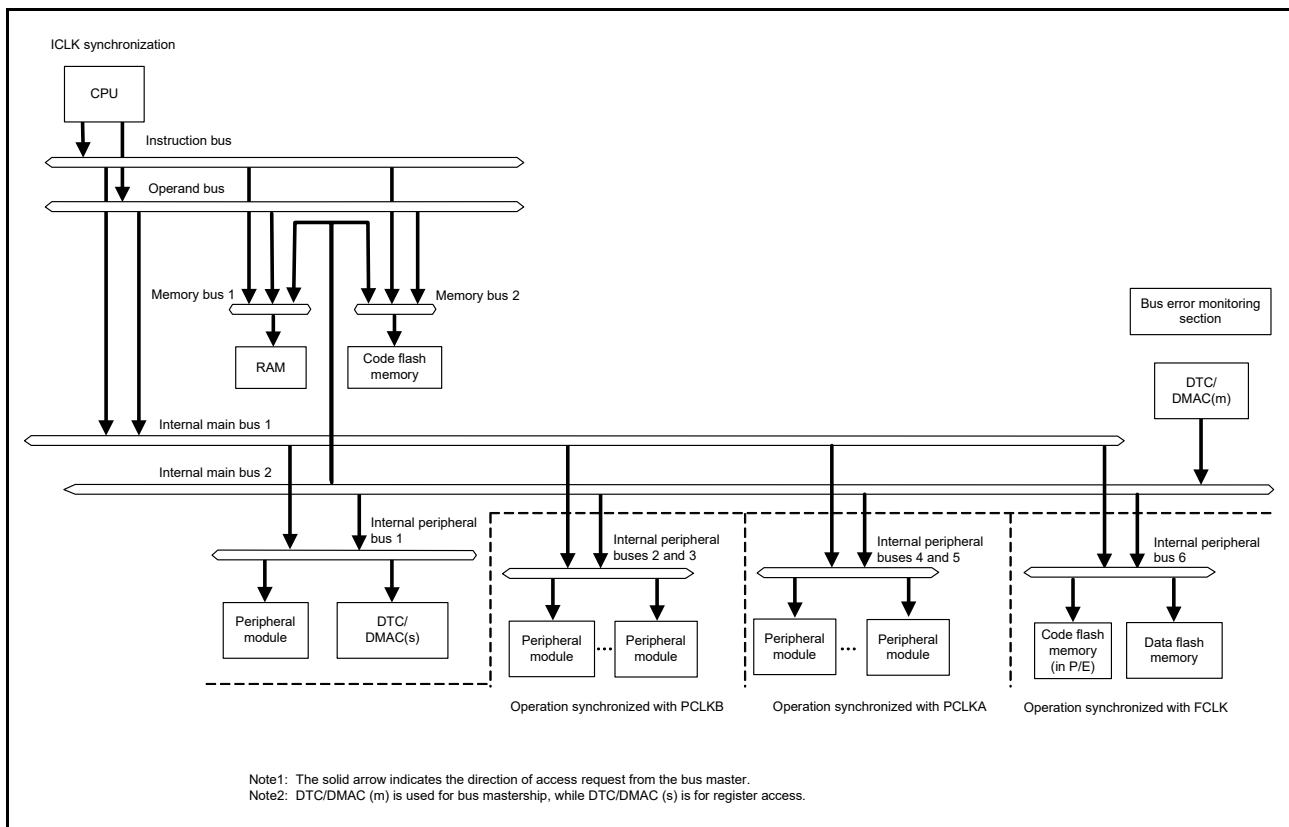 ICLK synchronization
CPU
Instruction bus
Operand bus
Memory bus 1
Memory bus 2
Bus error monitoring
section
RAM
Code flash
memory
DTC/
DMAC(m)
Internal main bus 1
Internal main bus 2
Internal peripheral
bus 1
Internal peripheral
buses 2 and 3
Internal peripheral
buses 4 and 5
Internal peripheral
bus 6
Peripheral
module
DTC/
DMAC(s)
Peripheral
module
...
Peripheral
module
Peripheral
module
...
Peripheral
module
Code flash
memory
(in P/E)
Data flash
memory
Operation synchronized with PCLKB
Operation synchronized with PCLKA
Operation synchronized with FCLK
Note1: The solid arrow indicates the direction of access request from the bus master.
Note2: DTC/DMAC (m) is used for bus mastership, while DTC/DMAC (s) is for register access.